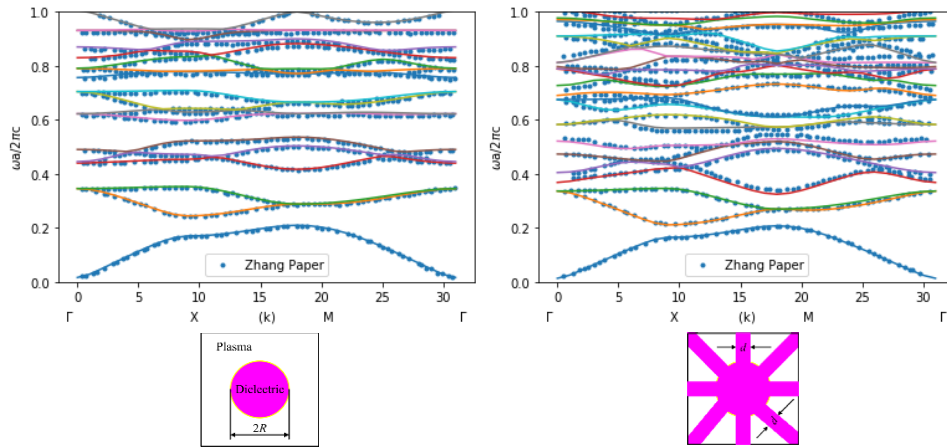 1.0
0.8
0.6
0.4
0.2
0.0
ωa/2πc
Zhang Paper
0 5 10 15 20 25 30
Γ X (k) M Γ
1.0
0.8
0.6
0.4
0.2
0.0
ωa/2πc
Zhang Paper
0 5 10 15 20 25 30
Γ X (k) M Γ
Plasma
Dielectric
2R
d
d